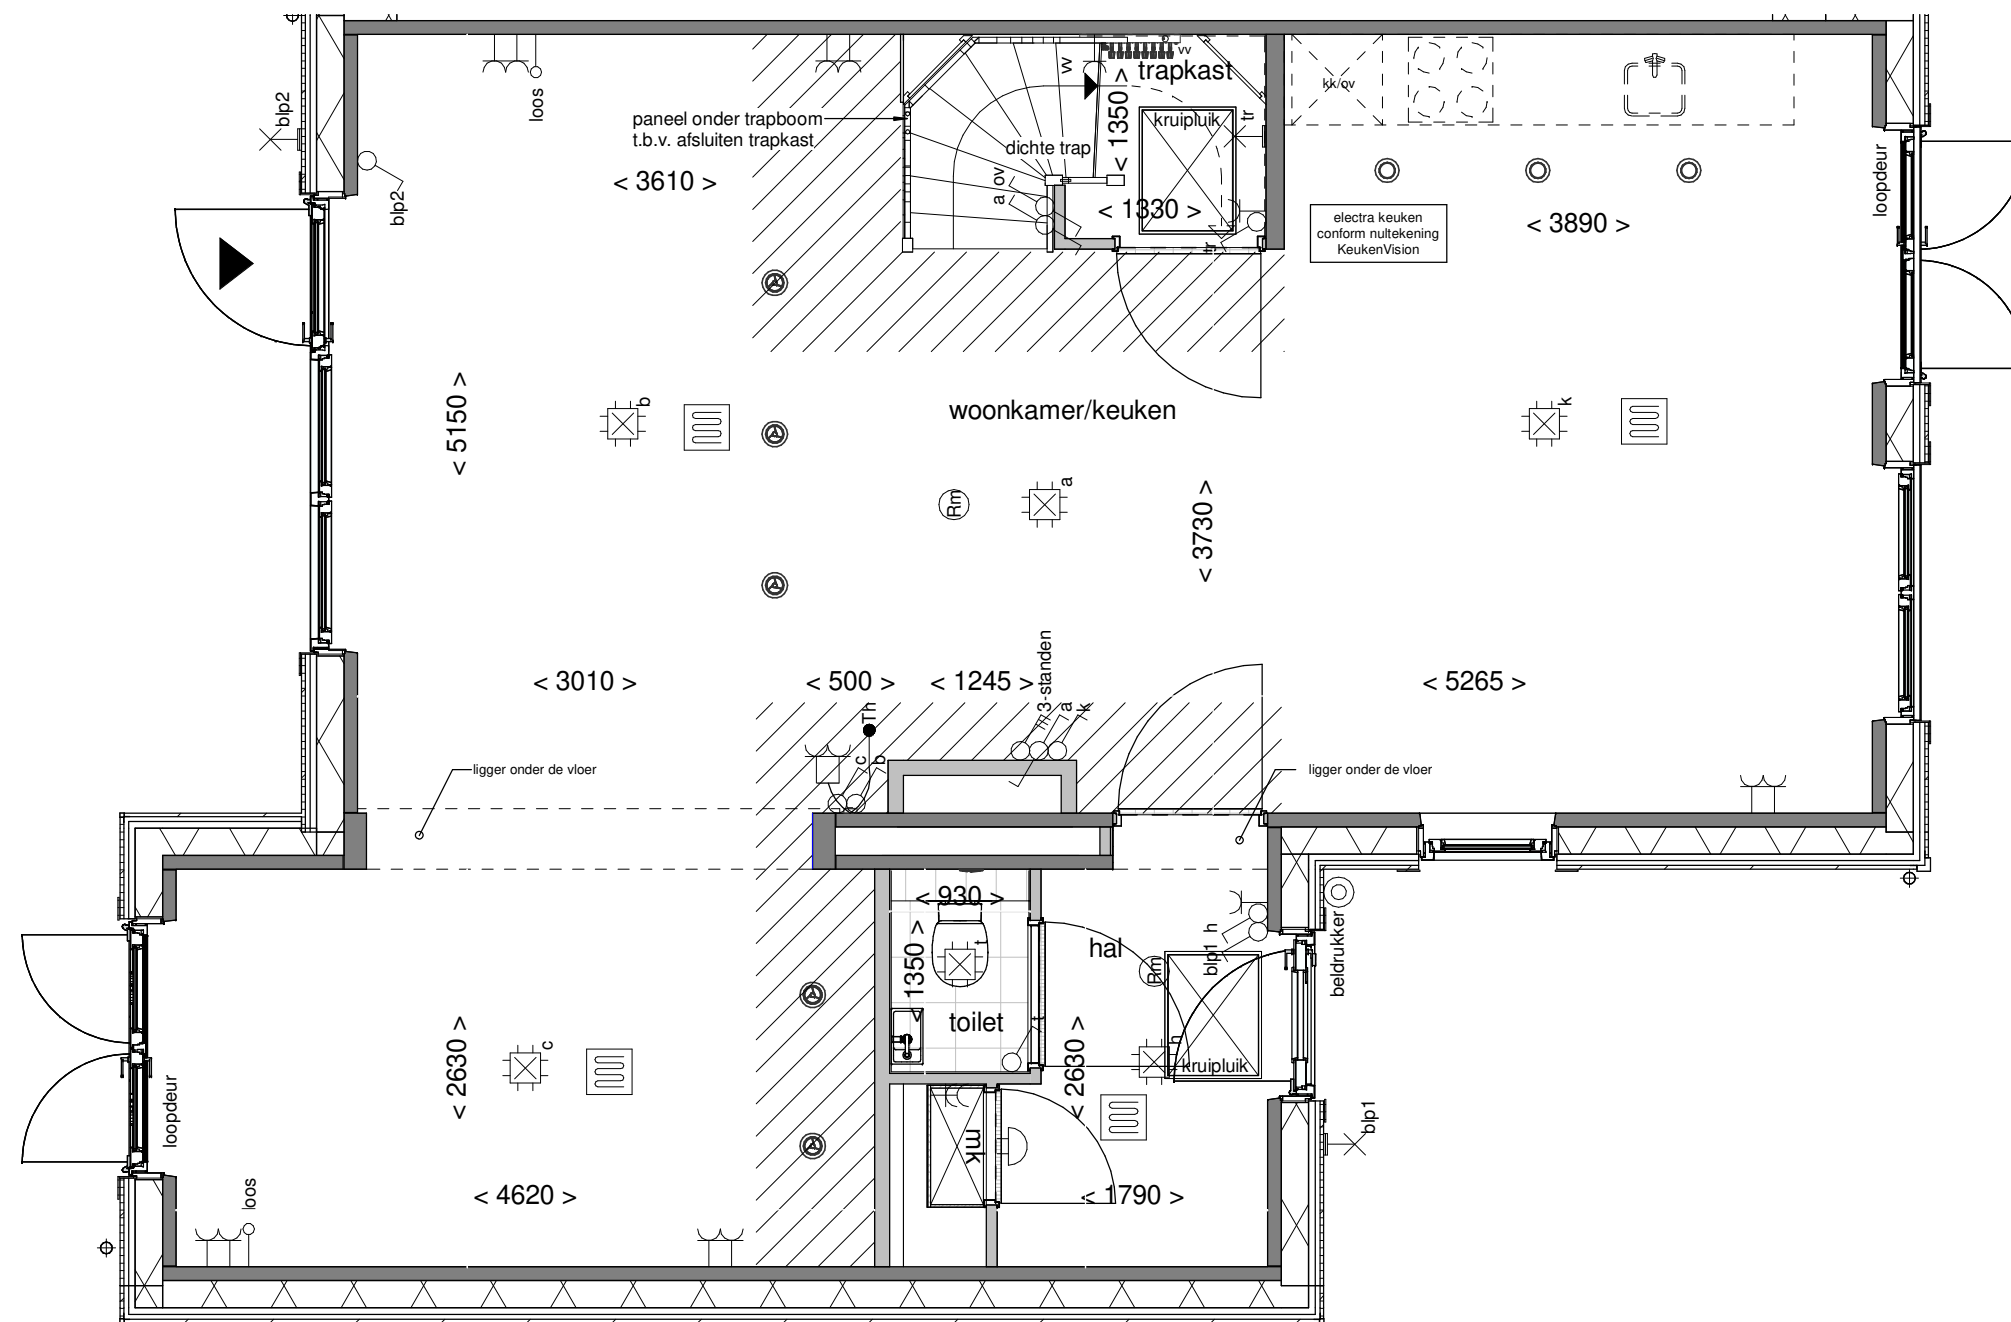 vv
vv
trapkast
kk/ov
blp2
loos
< 1350 >
paneel onder trapboom
t.b.v. afsluiten trapkast
kruipluik
tr
dichte trap
loopdeur
< 3610 >
blp2
a ov
< 1330 >
tr
electra keuken
conform nultekening
KeukenVision
< 3890 >
b
< 5150 >
woonkamer/keuken
k
Rm
a
< 3730 >
< 3010 >
< 500 >
< 1245 >
3-standen
a
k
< 5265 >
Th
c
b
ligger onder de vloer
ligger onder de vloer
< 930 >
t
< 1350 >
hal
Rm
blp1 h
beldrukker
toilet
t
c
< 2630 >
< 2630 >
h
kruipluik
loopdeur
mk
blp1
loos
< 4620 >
< 1790 >